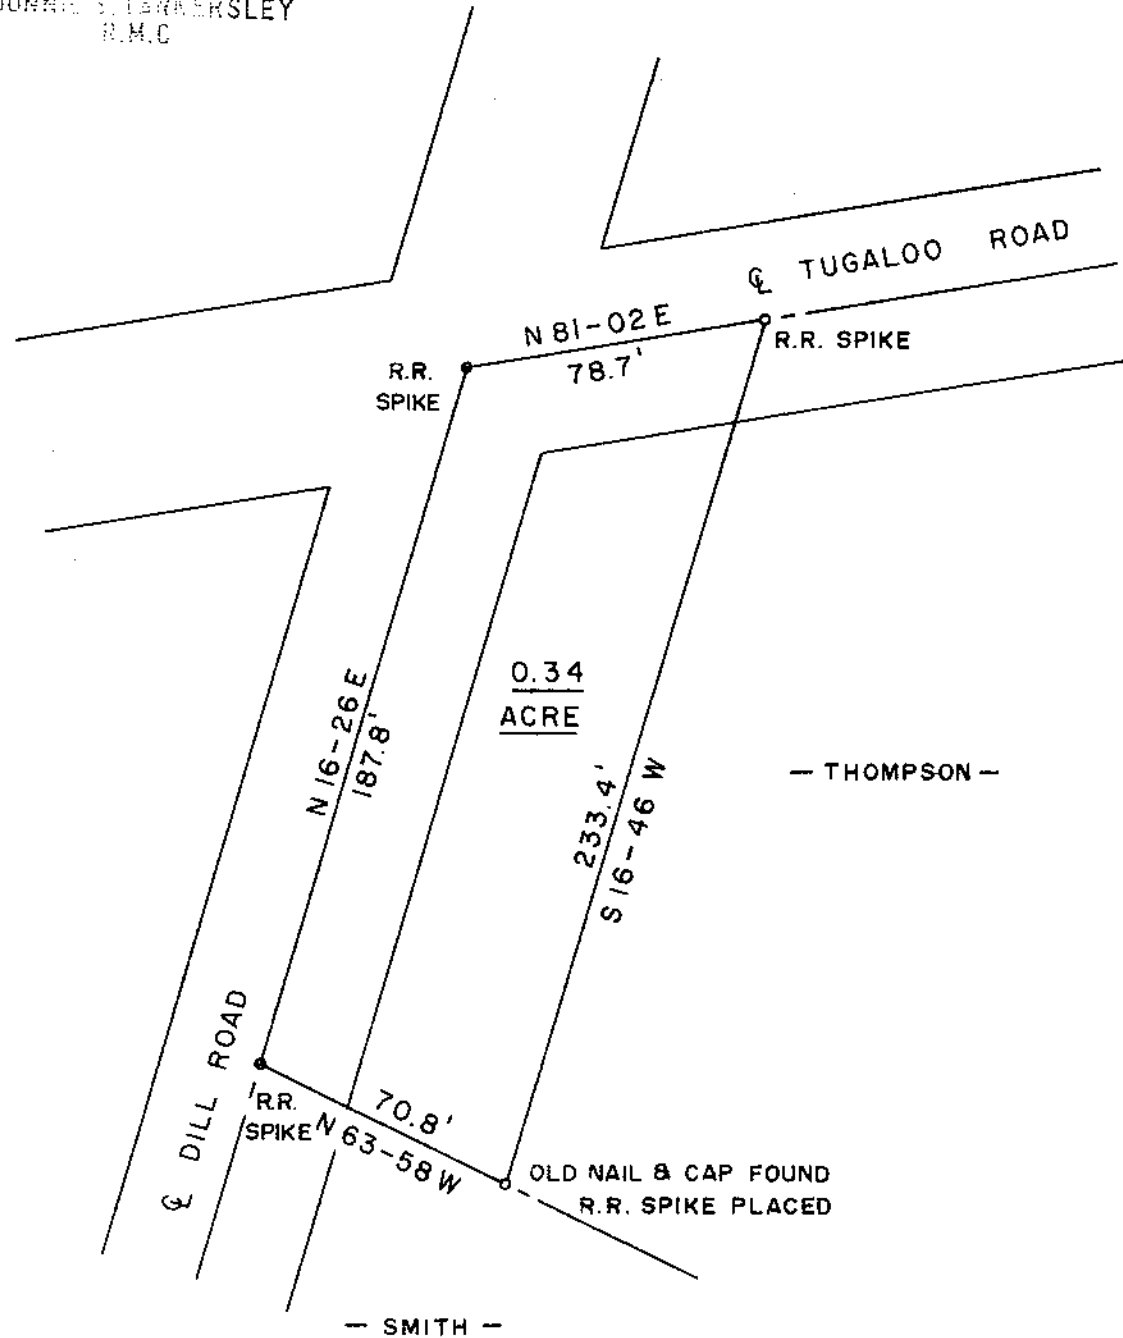 R.M.C
℄ TUGALOO ROAD
N 81-02 E
78.7'
R.R. SPIKE
R.R.
SPIKE
0.34
ACRE
N 16-26 E
187.8'
233.4'
S 16-46 W
— THOMPSON —
℄ DILL ROAD
R.R.
SPIKE
70.8'
N 63-58 W
OLD NAIL & CAP FOUND
R.R. SPIKE PLACED
— SMITH —